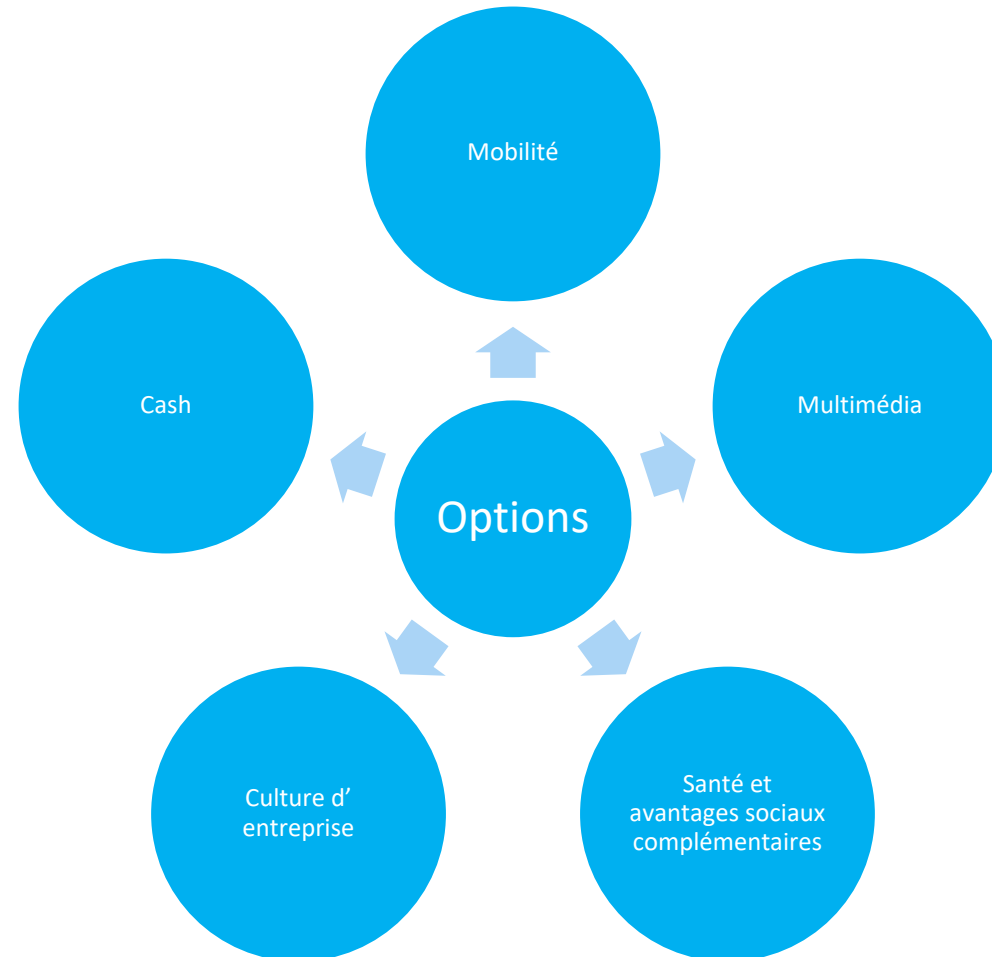 Mobilité
Cash
Multimédia
Options
Culture d’
entreprise
Santé et
avantages sociaux
complémentaires